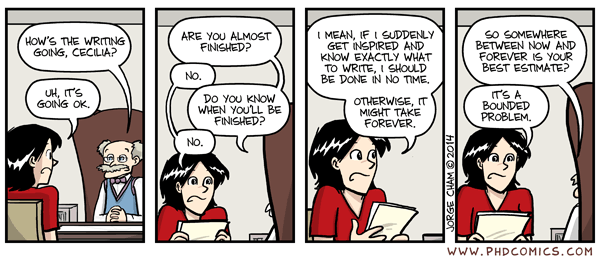 HOW'S THE WRITING
GOING, CECILIA?
UH, IT'S
GOING OK.
ARE YOU ALMOST
FINISHED?
NO.
DO YOU KNOW
WHEN YOU'LL BE
FINISHED?
NO.
I MEAN, IF I SUDDENLY
GET INSPIRED AND
KNOW EXACTLY WHAT
TO WRITE, I SHOULD
BE DONE IN NO TIME.
OTHERWISE, IT
MIGHT TAKE
FOREVER.
JORGE CHAM © 2014
SO SOMEWHERE
BETWEEN NOW AND
FOREVER IS YOUR
BEST ESTIMATE?
IT'S A
BOUNDED
PROBLEM.
WWW.PHDCOMICS.COM